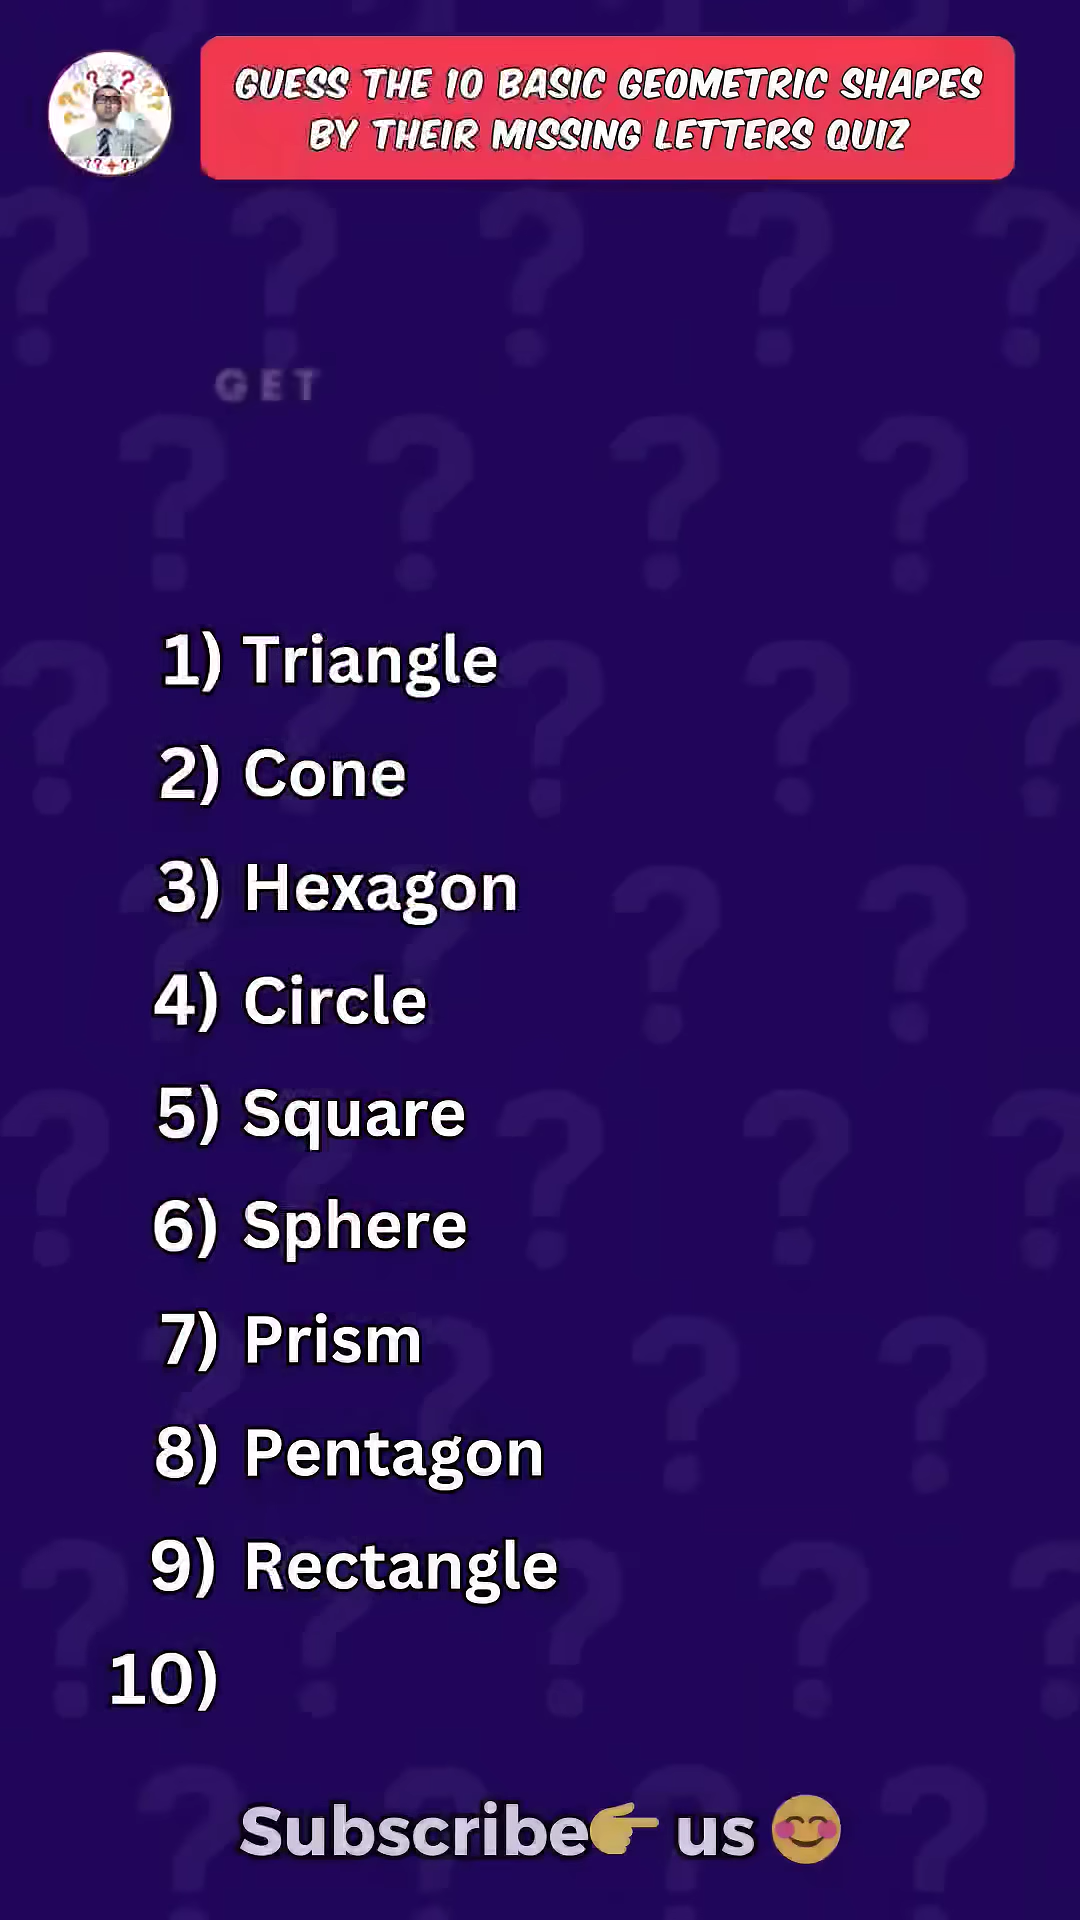 GUESS THE 10 BASIC GEOMETRIC SHAPES
BY THEIR MISSING LETTERS QUIZ
GET
1) Triangle
2) Cone
3) Hexagon
4) Circle
5) Square
6) Sphere
7) Prism
8) Pentagon
9) Rectangle
10)
Subscribe👉 us 😊